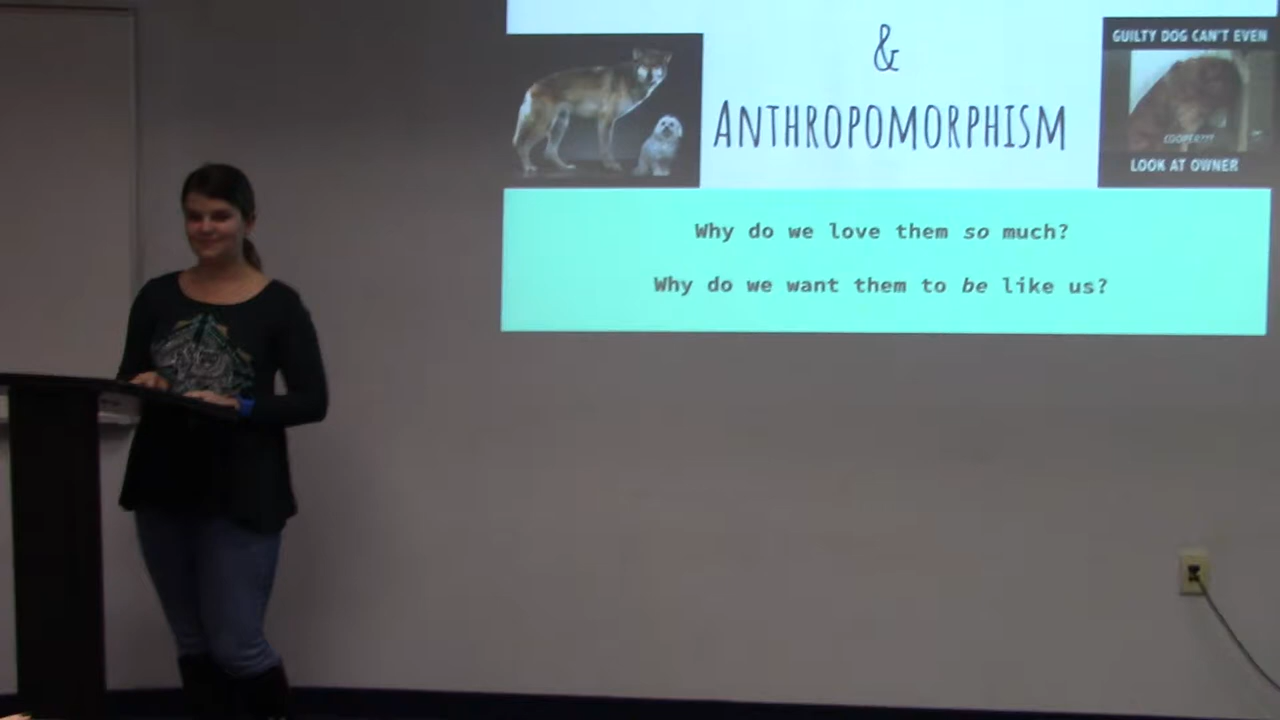 &
ANTHROPOMORPHISM
GUILTY DOG CAN'T EVEN
COOPER???
LOOK AT OWNER
Why do we love them so much?
Why do we want them to be like us?